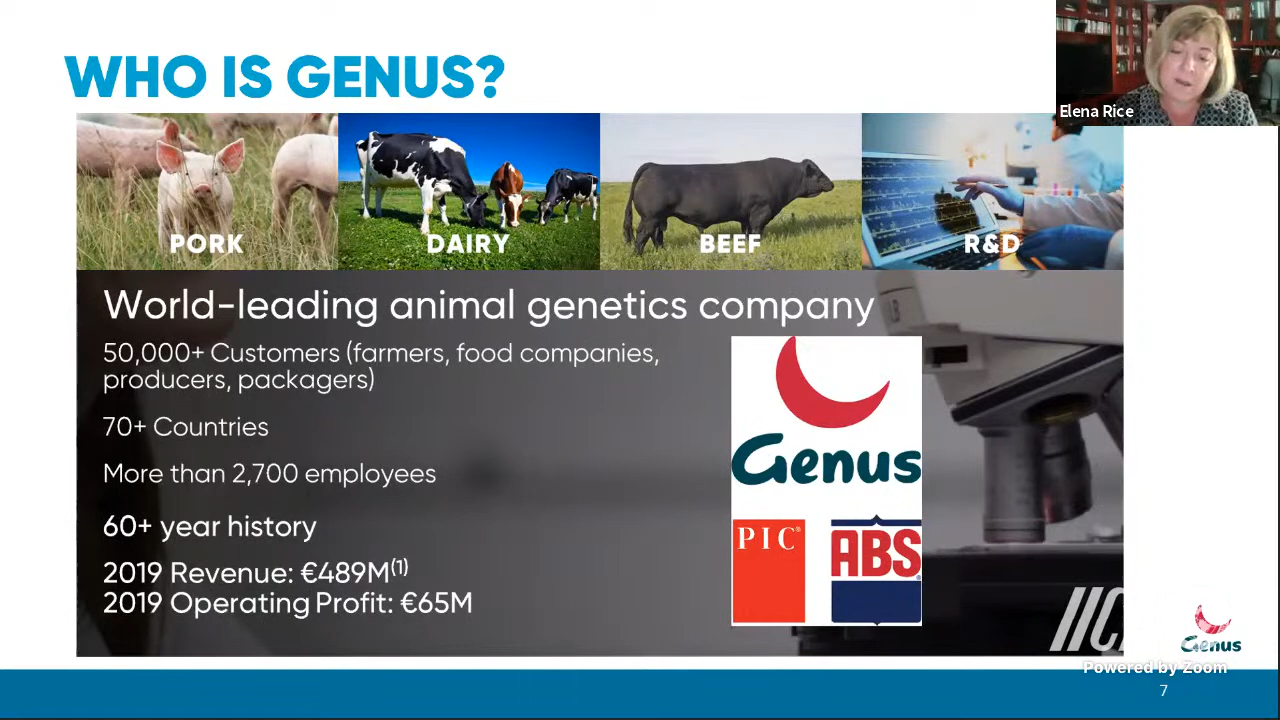 WHO IS GENUS?
Elena Rice
PORK
DAIRY
BEEF
R&D
World-leading animal genetics company
50,000+ Customers (farmers, food companies,
producers, packagers)
70+ Countries
More than 2,700 employees
60+ year history
2019 Revenue: €489M(1)
2019 Operating Profit: €65M
Genus
PIC®
ABS®
Genus
Powered by Zoom
7